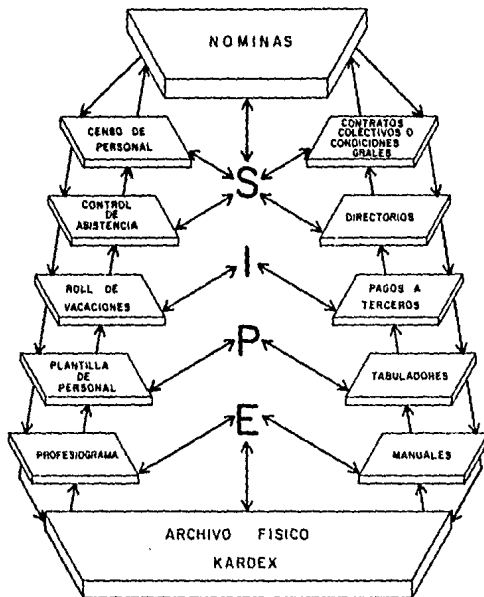 NOMINAS
CENSO DE
PERSONAL
CONTRATOS
COLECTIVOS O
CONDICIONES
GRALES
S
CONTROL
DE
ASISTENCIA
DIRECTORIOS
I
ROLL DE
VACACIONES
PAGOS A
TERCEROS
P
PLANTILLA
DE
PERSONAL
TABULADORES
E
PROFESIOGRAMA
MANUALES
ARCHIVO FISICO
KARDEX